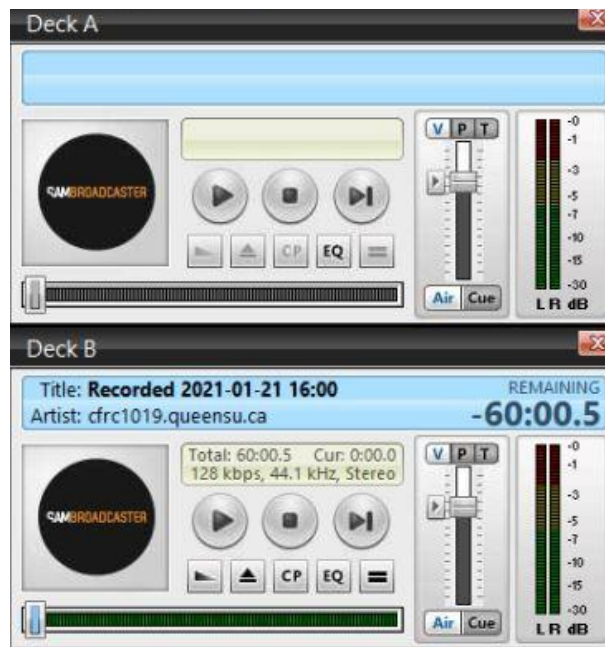 Deck A
SAMBROADCASTER
V P T
CP EQ
Air Cue
-0
-1
-3
-5
-7
-10
-15
-30
L R dB
Deck B
Title: Recorded 2021-01-21 16:00
Artist: cfrc1019.queensu.ca
REMAINING
-60:00.5
SAMBROADCASTER
Total: 60:00.5 Cur: 0:00.0
128 kbps, 44.1 kHz, Stereo
CP EQ
V P T
Air Cue
-0
-1
-3
-5
-7
-10
-15
-30
L R dB